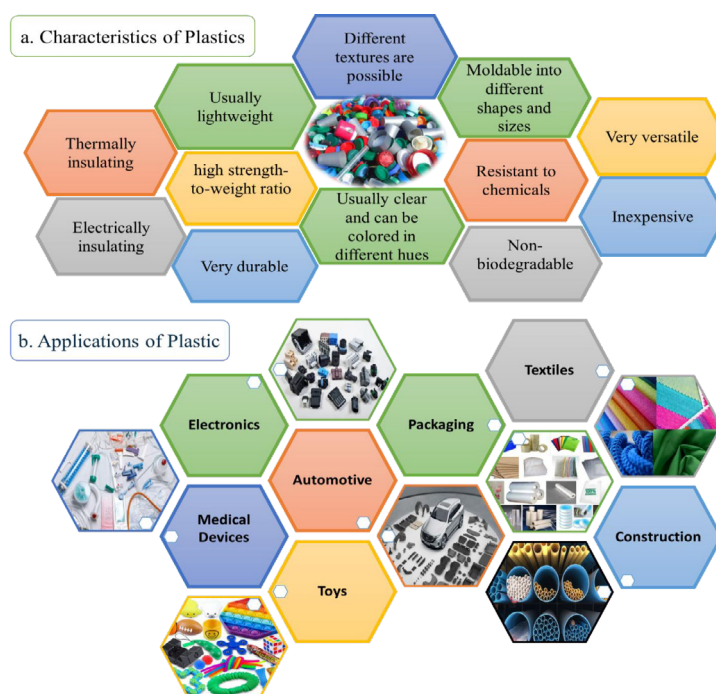 a. Characteristics of Plastics
Different
textures are
possible
Usually
lightweight
Moldable into
different
shapes and
sizes
Thermally
insulating
Very versatile
high strength-
to-weight ratio
Resistant to
chemicals
Usually clear
and can be
colored in
different hues
Electrically
insulating
Inexpensive
Very durable
Non-
biodegradable
b. Applications of Plastic
Textiles
Electronics
Packaging
Automotive
Medical
Devices
Construction
Toys